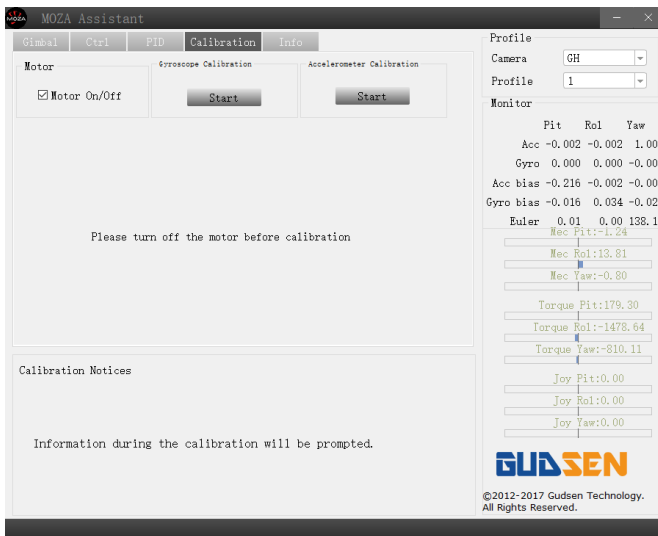 MOZA MOZA Assistant
Gimbal Ctrl PID Calibration Info
Motor
Motor On/Off
Gyroscope Calibration
Start
Accelerometer Calibration
Start
Please turn off the motor before calibration
Calibration Notices
Information during the calibration will be prompted.
Profile
Camera GH
Profile 1
Monitor
Pit Rol Yaw
Acc -0.002 -0.002 1.00
Gyro 0.000 0.000 -0.00
Acc bias -0.216 -0.002 -0.00
Gyro bias -0.016 0.034 -0.02
Euler 0.01 0.00 138.1
Mec Pit:-1.24
Mec Rol:13.81
Mec Yaw:-0.80
Torque Pit:179.30
Torque Rol:-1478.64
Torque Yaw:-810.11
Joy Pit:0.00
Joy Rol:0.00
Joy Yaw:0.00
GUDSEN
©2012-2017 Gudsen Technology.
All Rights Reserved.